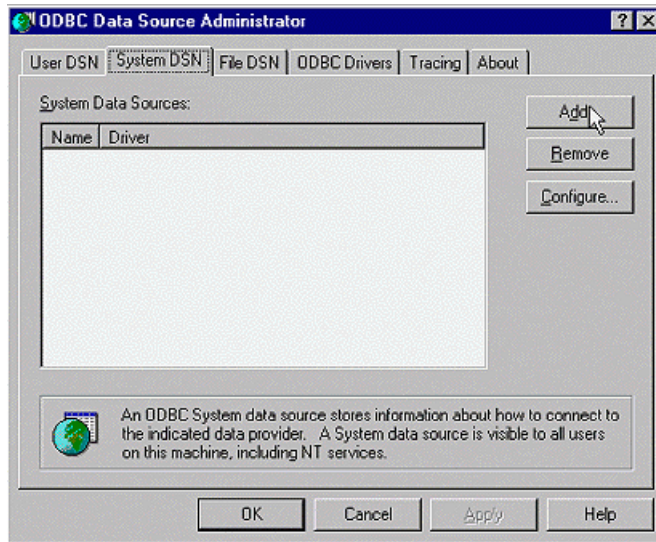 ODBC Data Source Administrator
User DSN System DSN File DSN ODBC Drivers Tracing About
System Data Sources:
Name Driver
Add
Remove
Configure...
An ODBC System data source stores information about how to connect to
the indicated data provider. A System data source is visible to all users
on this machine, including NT services.
OK Cancel Apply Help